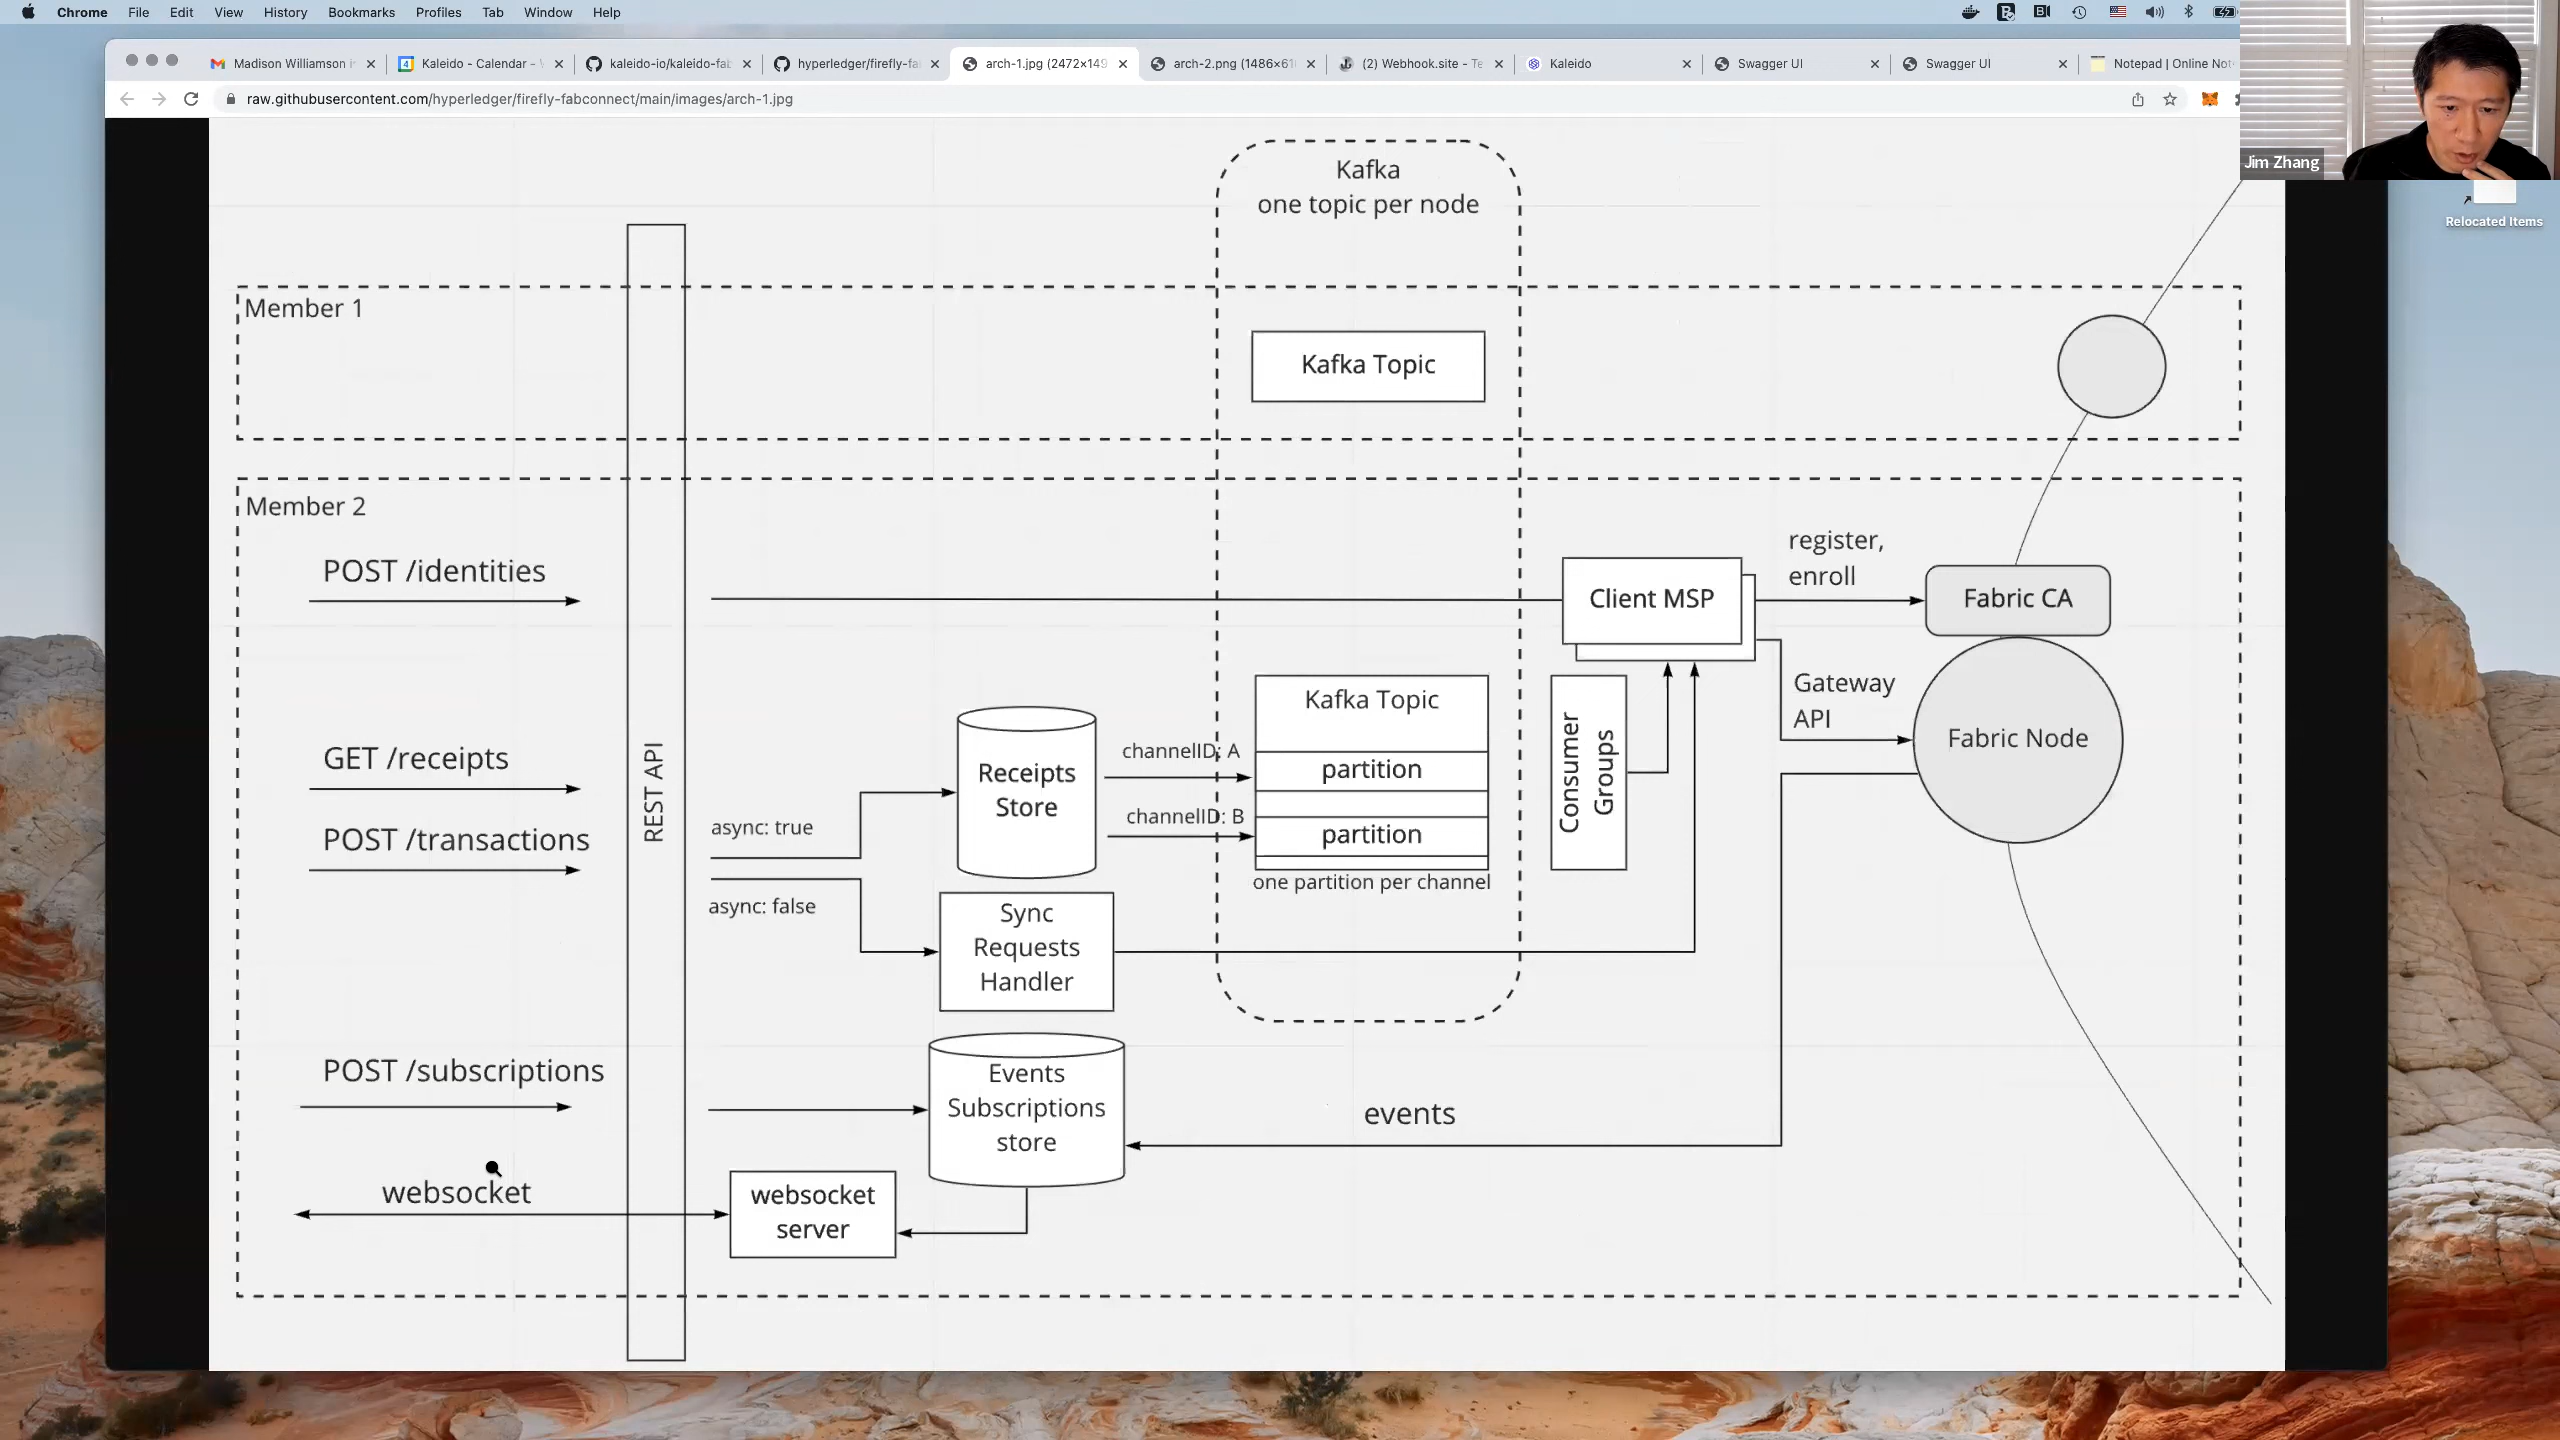 Chrome File Edit View History Bookmarks Profiles Tab Window Help
Madison Williamson i
Kaleido - Calendar -
kaleido-io/kaleido-fab
hyperledger/firefly-fa
arch-1.jpg (2472×149
arch-2.png (1486×61
(2) Webhook.site - Te
Kaleido
Swagger UI
Swagger UI
Notepad | Online Not
raw.githubusercontent.com/hyperledger/firefly-fabconnect/main/images/arch-1.jpg
Jim Zhang
Relocated Items
Kafka
one topic per node
Member 1
Kafka Topic
Member 2
POST /identities
Client MSP
register,
enroll
Fabric CA
GET /receipts
POST /transactions
REST API
async: true
async: false
Receipts
Store
channelID: A
channelID: B
Kafka Topic
partition
partition
one partition per channel
Consumer
Groups
Gateway
API
Fabric Node
Sync
Requests
Handler
POST /subscriptions
Events
Subscriptions
store
events
websocket
websocket
server